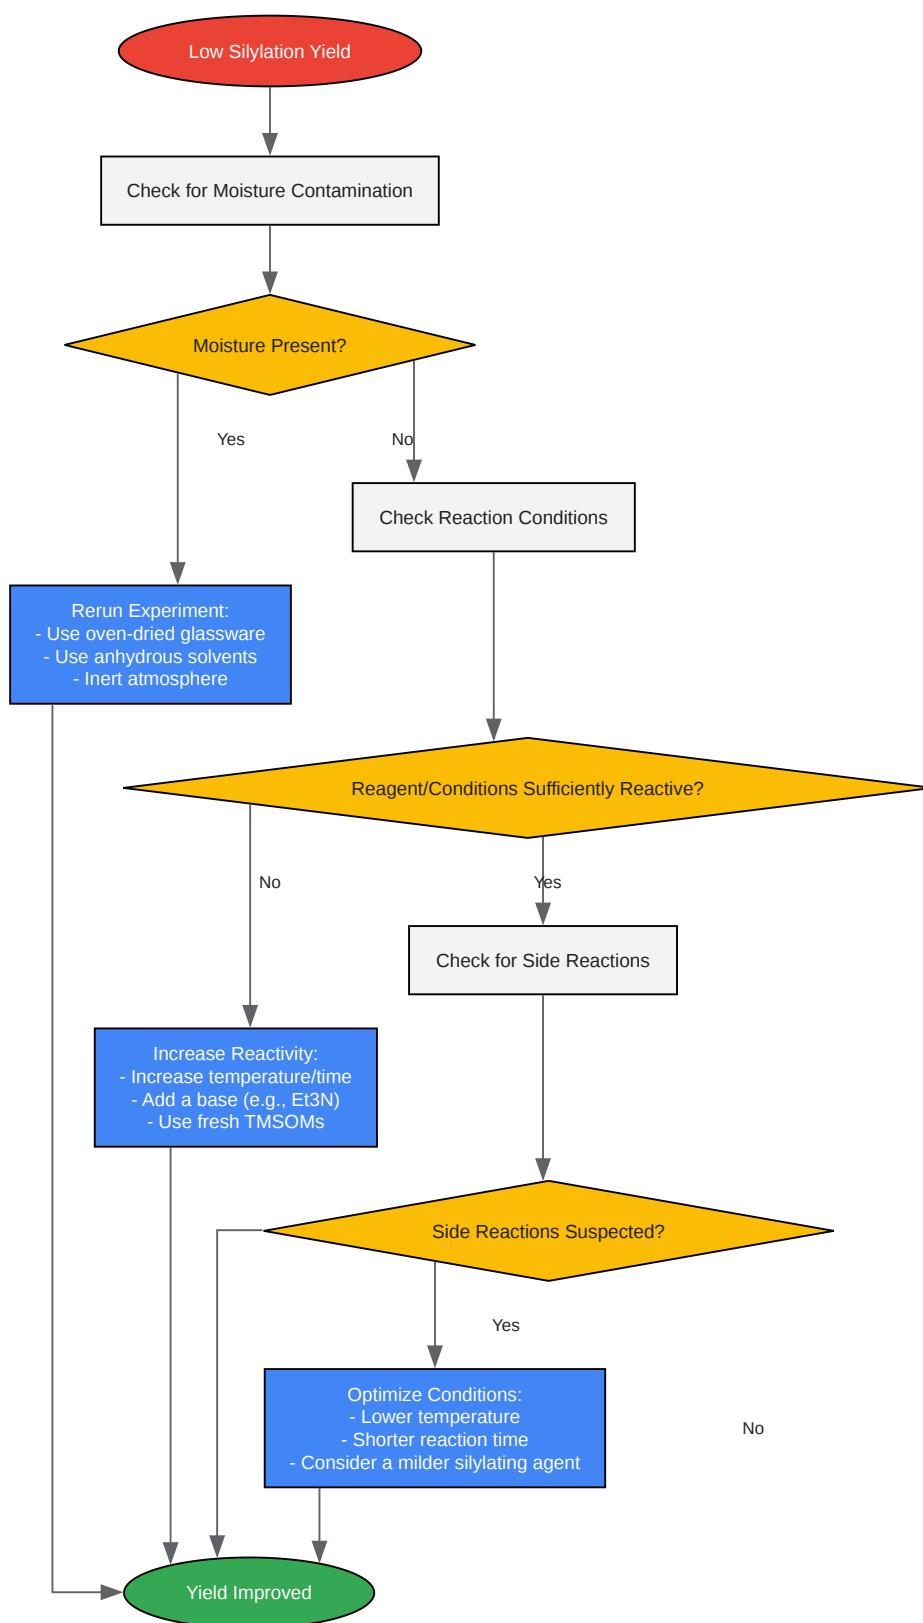 Low Silylation Yield
Check for Moisture Contamination
Moisture Present?
Yes
No
Check Reaction Conditions
Rerun Experiment:
- Use oven-dried glassware
- Use anhydrous solvents
- Inert atmosphere
Reagent/Conditions Sufficiently Reactive?
No
Yes
Check for Side Reactions
Increase Reactivity:
- Increase temperature/time
- Add a base (e.g., Et3N)
- Use fresh TMSOMs
Side Reactions Suspected?
Yes
Optimize Conditions:
- Lower temperature
- Shorter reaction time
- Consider a milder silylating agent
No
Yield Improved